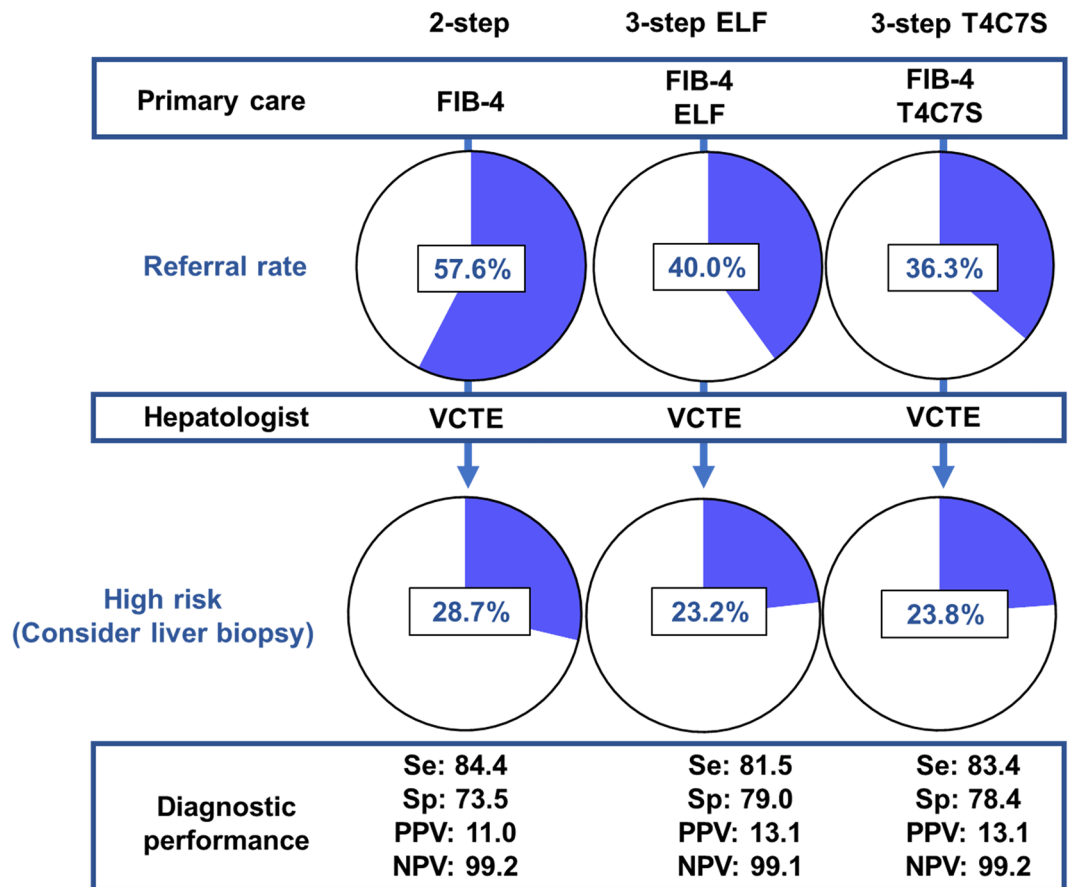 2-step 3-step ELF 3-step T4C7S
Primary care
FIB-4
FIB-4
ELF
FIB-4
T4C7S
Referral rate
57.6% 40.0% 36.3%
Hepatologist VCTE VCTE VCTE
High risk
(Consider liver biopsy)
28.7% 23.2% 23.8%
Diagnostic
performance
Se: 84.4
Sp: 73.5
PPV: 11.0
NPV: 99.2
Se: 81.5
Sp: 79.0
PPV: 13.1
NPV: 99.1
Se: 83.4
Sp: 78.4
PPV: 13.1
NPV: 99.2